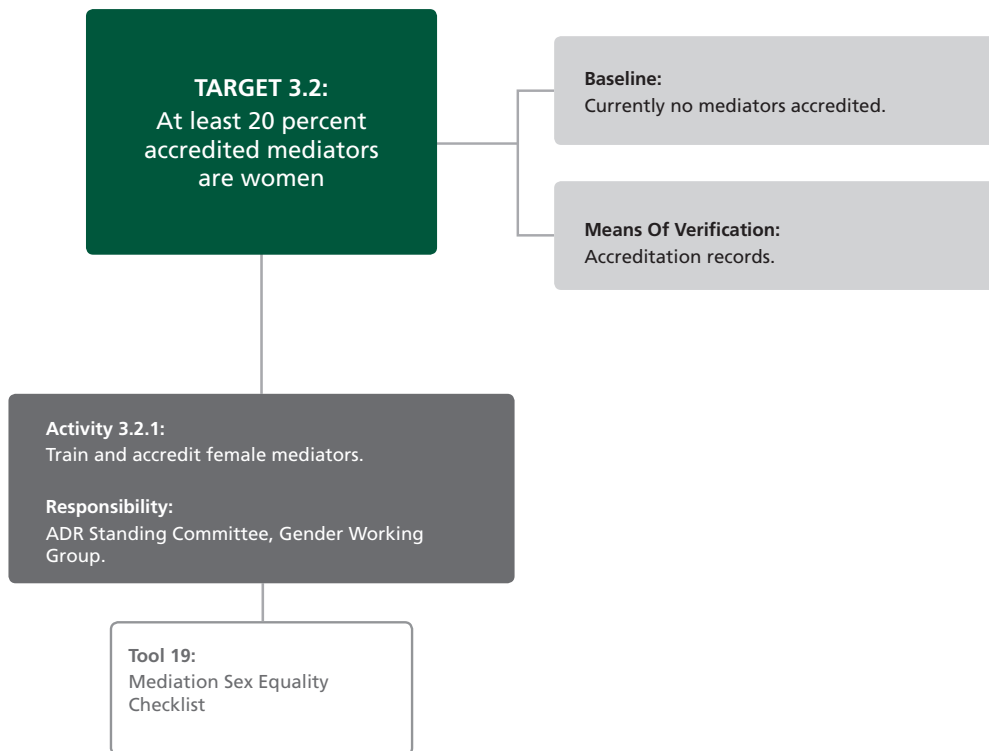 TARGET 3.2:
At least 20 percent
accredited mediators
are women
Baseline:
Currently no mediators accredited.
Means Of Verification:
Accreditation records.
Activity 3.2.1:
Train and accredit female mediators.
Responsibility:
ADR Standing Committee, Gender Working
Group.
Tool 19:
Mediation Sex Equality
Checklist